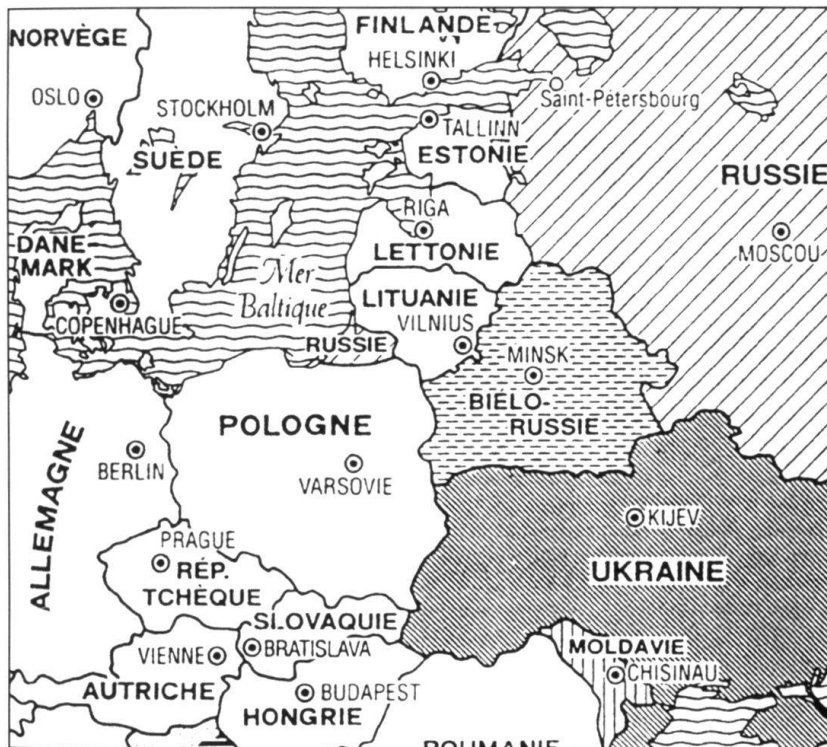 NORVÈGE
FINLANDE
HELSINKI
OSLO
STOCKHOLM
Saint-Pétersbourg
TALLINN
SUÈDE
ESTONIE
RUSSIE
RIGA
DANE
MARK
LETTONIE
MOSCOU
Mer
Baltique
LITUANIE
COPENHAGUE
VILNIUS
RUSSIE
MINSK
BIÉLO-
RUSSIE
POLOGNE
ALLEMAGNE
BERLIN
VARSOVIE
KIJEV
PRAGUE
RÉP.
TCHÈQUE
UKRAINE
SLOVAQUIE
MOLDAVIE
VIENNE
BRATISLAVA
CHISINAU
AUTRICHE
BUDAPEST
HONGRIE
ROUMANIE